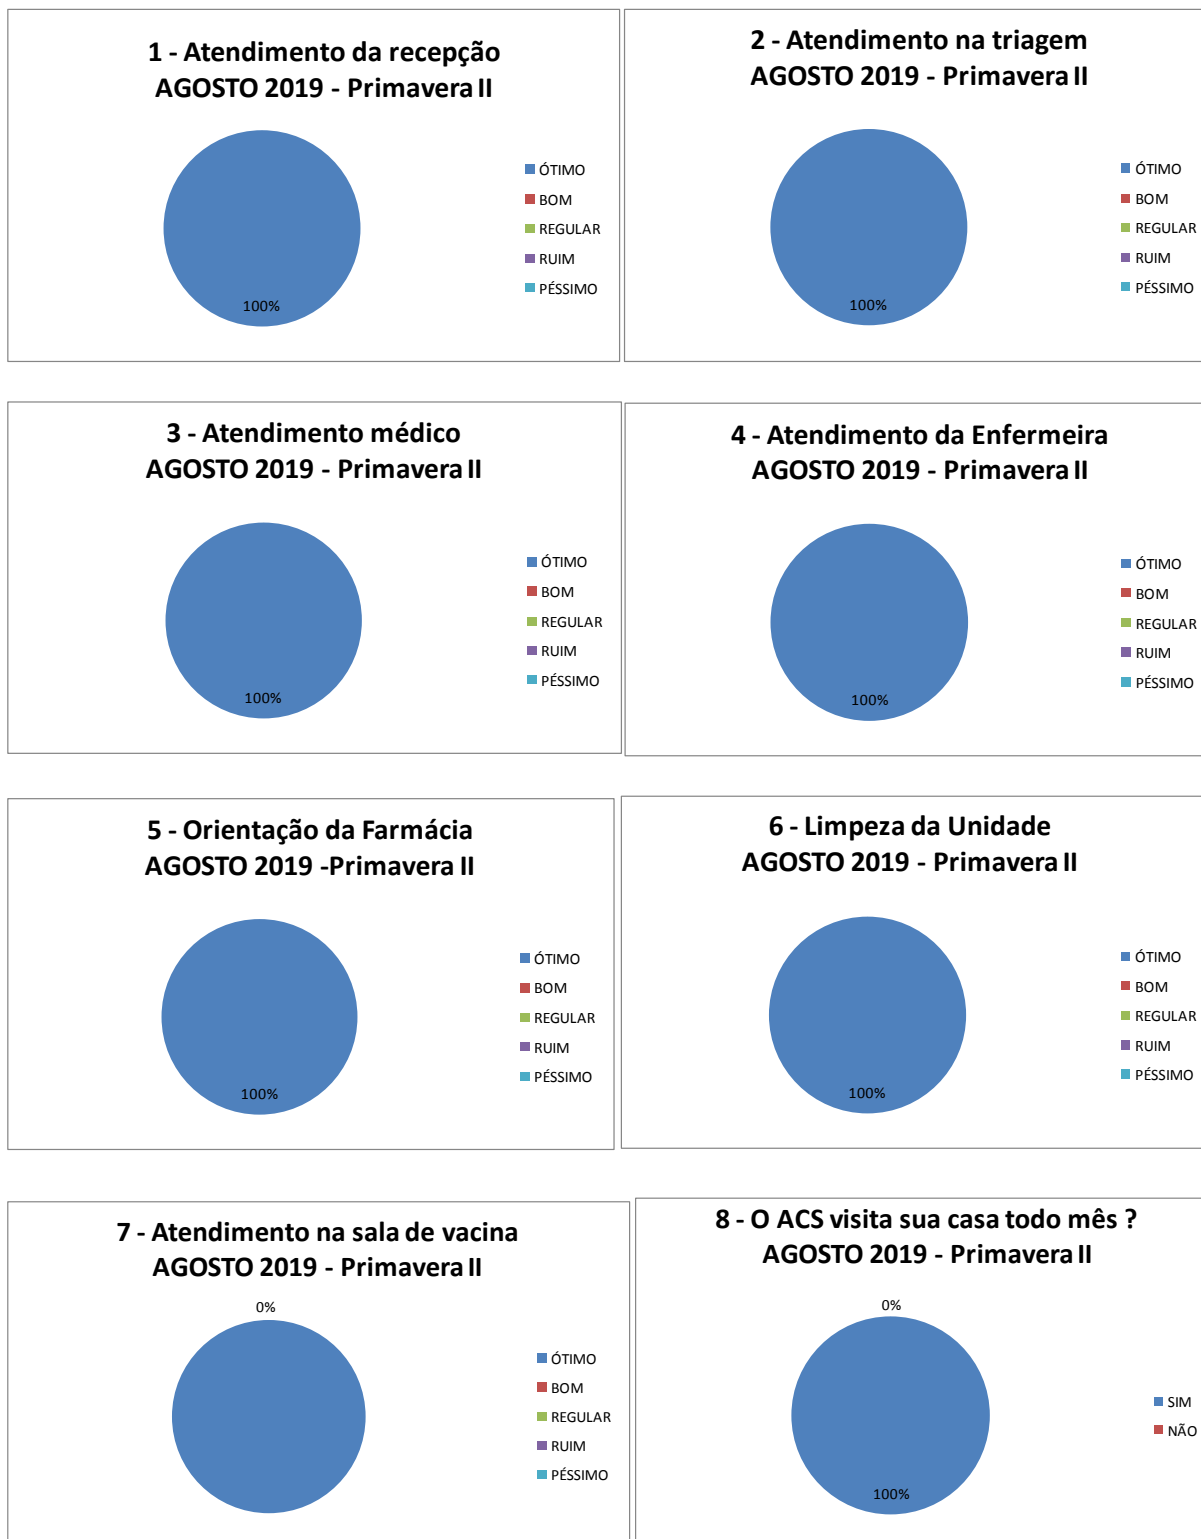 1 - Atendimento da recepção
AGOSTO 2019 - Primavera II
ÓTIMO
BOM
REGULAR
RUIM
PÉSSIMO
100%
2 - Atendimento na triagem
AGOSTO 2019 - Primavera II
ÓTIMO
BOM
REGULAR
RUIM
PÉSSIMO
100%
3 - Atendimento médico
AGOSTO 2019 - Primavera II
ÓTIMO
BOM
REGULAR
RUIM
PÉSSIMO
100%
4 - Atendimento da Enfermeira
AGOSTO 2019 - Primavera II
ÓTIMO
BOM
REGULAR
RUIM
PÉSSIMO
100%
5 - Orientação da Farmácia
AGOSTO 2019 -Primavera II
ÓTIMO
BOM
REGULAR
RUIM
PÉSSIMO
100%
6 - Limpeza da Unidade
AGOSTO 2019 - Primavera II
ÓTIMO
BOM
REGULAR
RUIM
PÉSSIMO
100%
7 - Atendimento na sala de vacina
AGOSTO 2019 - Primavera II
0%
ÓTIMO
BOM
REGULAR
RUIM
PÉSSIMO
8 - O ACS visita sua casa todo mês ?
AGOSTO 2019 - Primavera II
0%
SIM
NÃO
100%